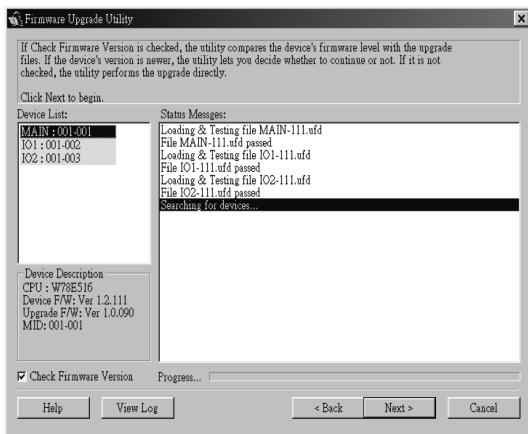 Firmware Upgrade Utility
If Check Firmware Version is checked, the utility compares the device's firmware level with the upgrade
files. If the device's version is newer, the utility lets you decide whether to continue or not. If it is not
checked, the utility performs the upgrade directly.
Click Next to begin.
Device List:
MAIN : 001-001
IO1 : 001-002
IO2 : 001-003
Status Messges:
Loading & Testing file MAIN-111.ufd
File MAIN-111.ufd passed
Loading & Testing file IO1-111.ufd
File IO1-111.ufd passed
Loading & Testing file IO2-111.ufd
File IO2-111.ufd passed
Searching for devices...
Device Description
CPU : W78E516
Device F/W: Ver 1.2.111
Upgrade F/W: Ver 1.0.090
MID: 001-001
Check Firmware Version
Progress...
Help
View Log
< Back
Next >
Cancel